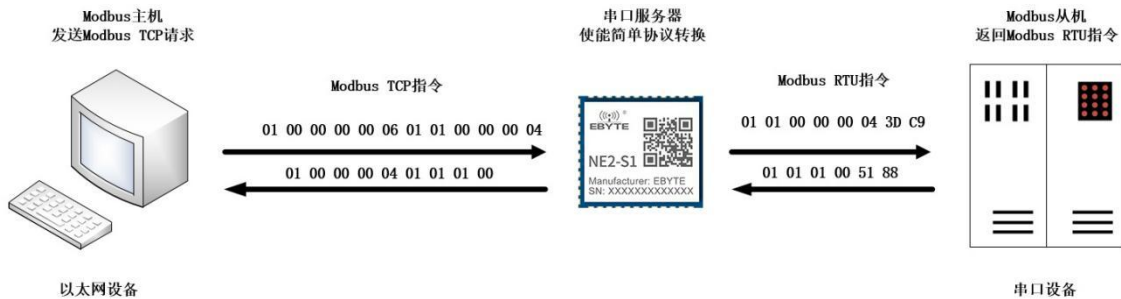 Modbus主机
发送Modbus TCP请求
串口服务器
使能简单协议转换
Modbus从机
返回Modbus RTU指令
Modbus TCP指令
01 00 00 00 00 06 01 01 00 00 00 04
01 00 00 00 04 01 01 01 00
Modbus RTU指令
01 01 00 00 00 04 3D C9
01 01 01 00 51 88
EBYTE
®
NE2-S1
Manufacturer: EBYTE
SN: XXXXXXXXXXXXX
以太网设备
串口设备